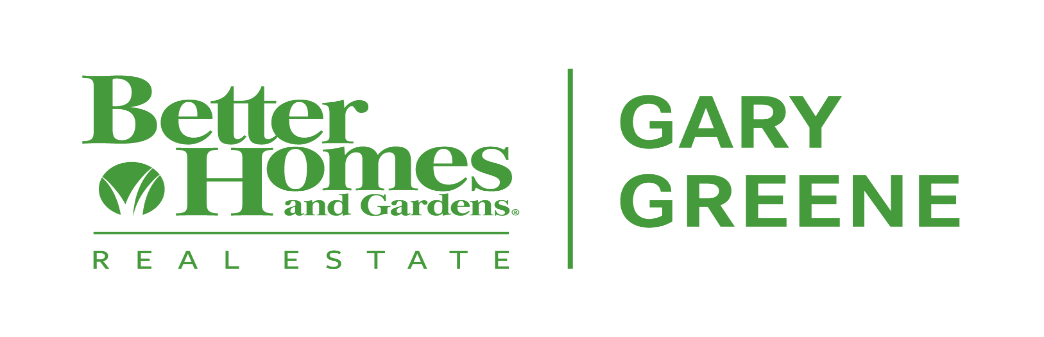 Better
Homes
and Gardens®
REAL ESTATE
GARY
GREENE